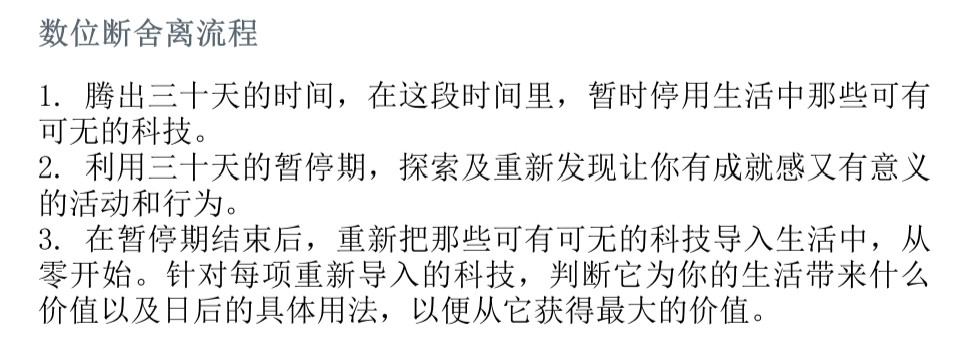 数位断舍离流程
1. 腾出三十天的时间，在这段时间里，暂时停用生活中那些可有
可无的科技。
2. 利用三十天的暂停期，探索及重新发现让你有成就感又有意义
的活动和行为。
3. 在暂停期结束后，重新把那些可有可无的科技导入生活中，从
零开始。针对每项重新导入的科技，判断它为你的生活带来什么
价值以及日后的具体用法，以便从它获得最大的价值。